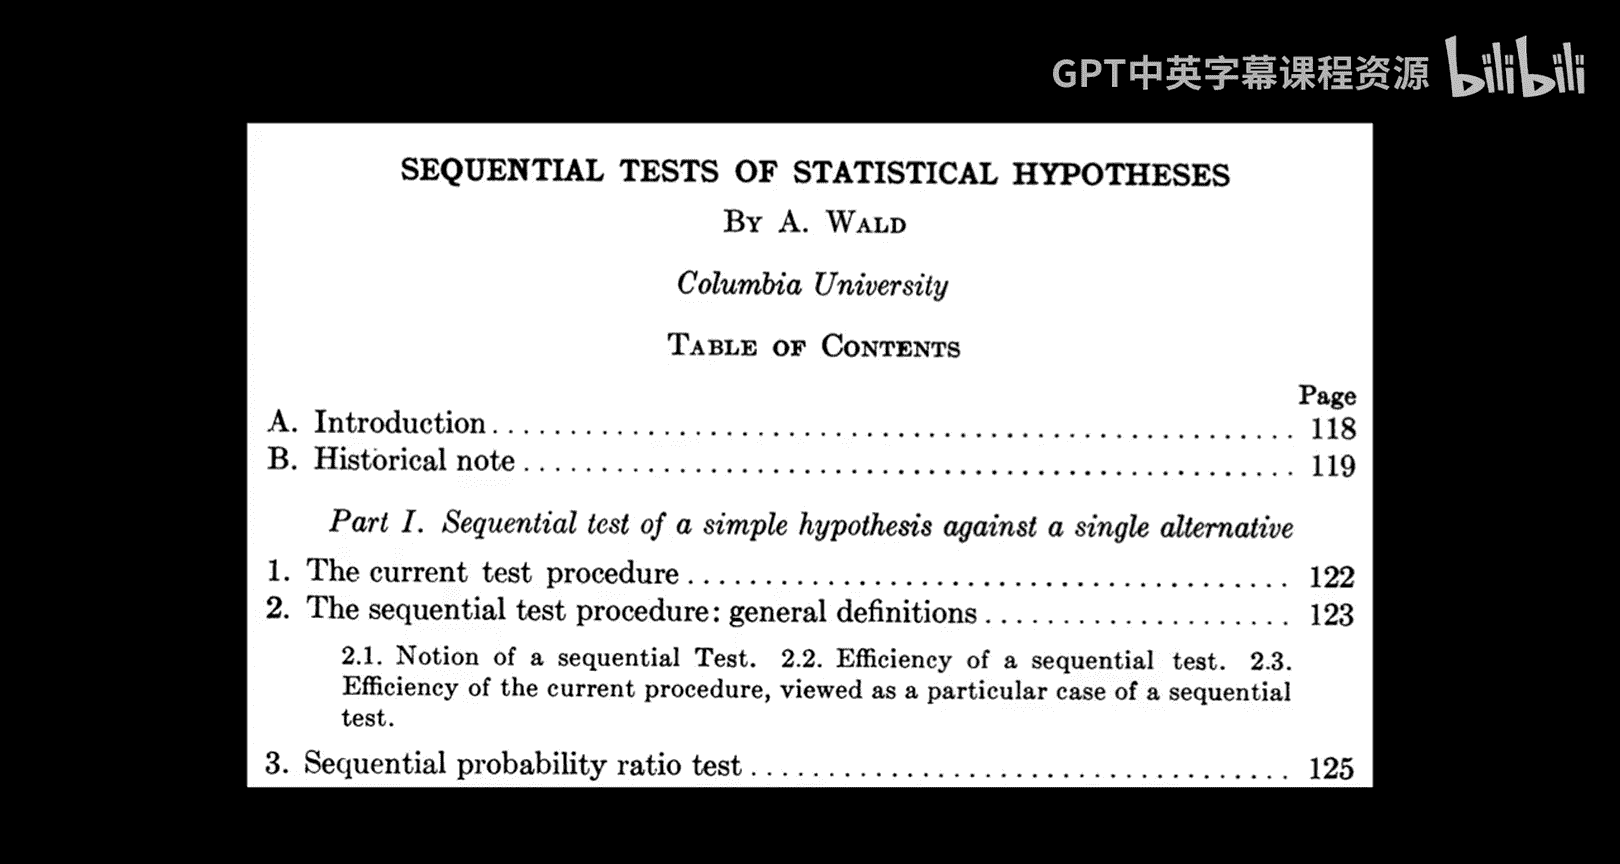 GPT中英字幕课程资源 bilibili
SEQUENTIAL TESTS OF STATISTICAL HYPOTHESES
By A. Wald
Columbia University
Table of Contents
Page
A. Introduction 118
B. Historical note 119
Part I. Sequential test of a simple hypothesis against a single alternative
1. The current test procedure 122
2. The sequential test procedure: general definitions 123
2.1. Notion of a sequential Test. 2.2. Efficiency of a sequential test. 2.3.
Efficiency of the current procedure, viewed as a particular case of a sequential
test.
3. Sequential probability ratio test 125